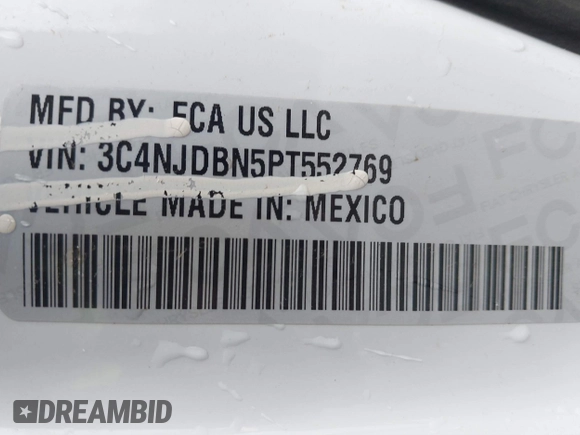 MFD BY: FCA US LLC
VIN: 3C4NJDBN5PT552769
VEHICLE MADE IN: MEXICO
DREAMBID